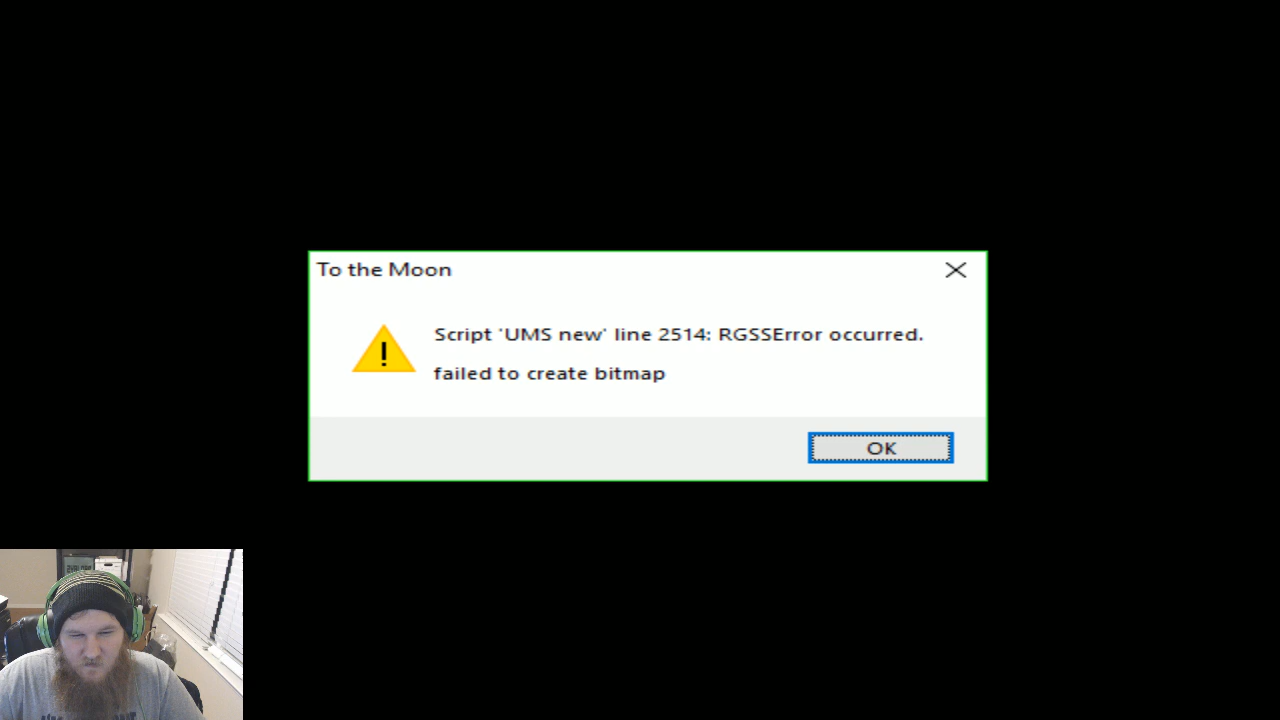 To the Moon
Script 'UMS new' line 2514: RGSSError occurred.
failed to create bitmap
OK